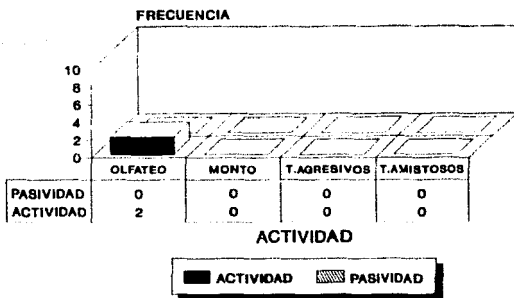 FRECUENCIA
10
8
6
4
2
0
OLFATEO MONTO T.AGRESIVOS T.AMISTOSOS
PASIVIDAD 0 0 0 0
ACTIVIDAD 2 0 0 0
ACTIVIDAD
ACTIVIDAD PASIVIDAD